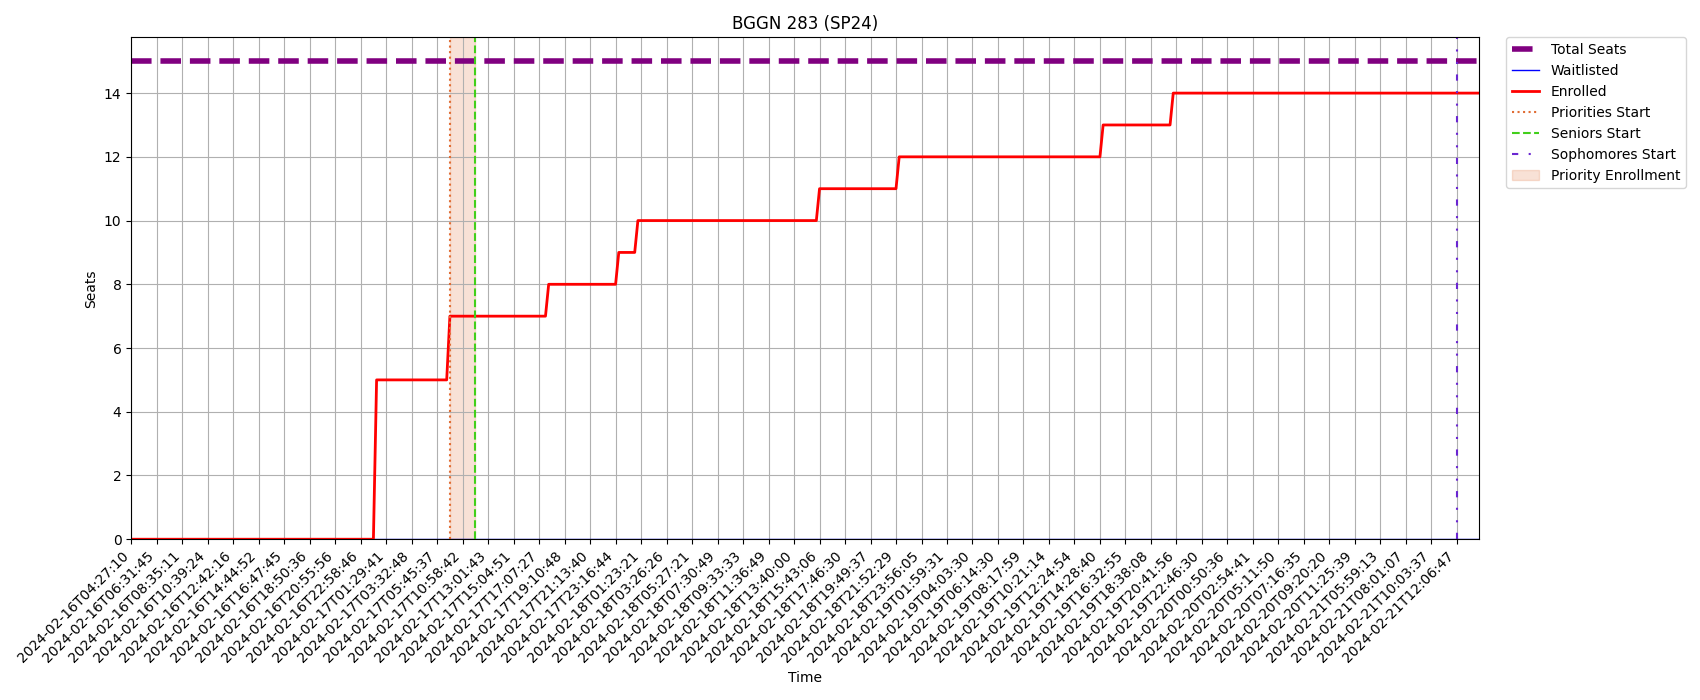 BGGN 283 (SP24)
Total Seats
Waitlisted
Enrolled
Priorities Start
Seniors Start
Sophomores Start
Priority Enrollment
Seats
14
12
10
8
6
4
2
0
2024-02-16T04:27:10
2024-02-16T06:31:45
2024-02-16T08:35:11
2024-02-16T10:39:24
2024-02-16T12:42:16
2024-02-16T14:44:52
2024-02-16T16:47:45
2024-02-16T18:50:36
2024-02-16T20:55:56
2024-02-16T22:58:46
2024-02-17T01:29:41
2024-02-17T03:32:48
2024-02-17T05:45:37
2024-02-17T10:58:42
2024-02-17T13:01:43
2024-02-17T15:04:51
2024-02-17T17:07:27
2024-02-17T19:10:48
2024-02-17T21:13:40
2024-02-17T23:16:44
2024-02-18T01:23:21
2024-02-18T03:26:26
2024-02-18T05:27:21
2024-02-18T07:30:49
2024-02-18T09:33:33
2024-02-18T11:36:49
2024-02-18T13:40:00
2024-02-18T15:43:06
2024-02-18T17:46:30
2024-02-18T19:49:37
2024-02-18T21:52:29
2024-02-18T23:56:05
2024-02-19T01:59:31
2024-02-19T04:03:30
2024-02-19T06:14:30
2024-02-19T08:17:59
2024-02-19T10:21:14
2024-02-19T12:24:54
2024-02-19T14:28:40
2024-02-19T16:32:55
2024-02-19T18:38:08
2024-02-19T20:41:56
2024-02-19T22:46:30
2024-02-20T00:50:36
2024-02-20T02:54:41
2024-02-20T05:11:50
2024-02-20T07:16:35
2024-02-20T09:20:20
2024-02-20T11:25:39
2024-02-21T05:59:13
2024-02-21T08:01:07
2024-02-21T10:03:37
2024-02-21T12:06:47
Time